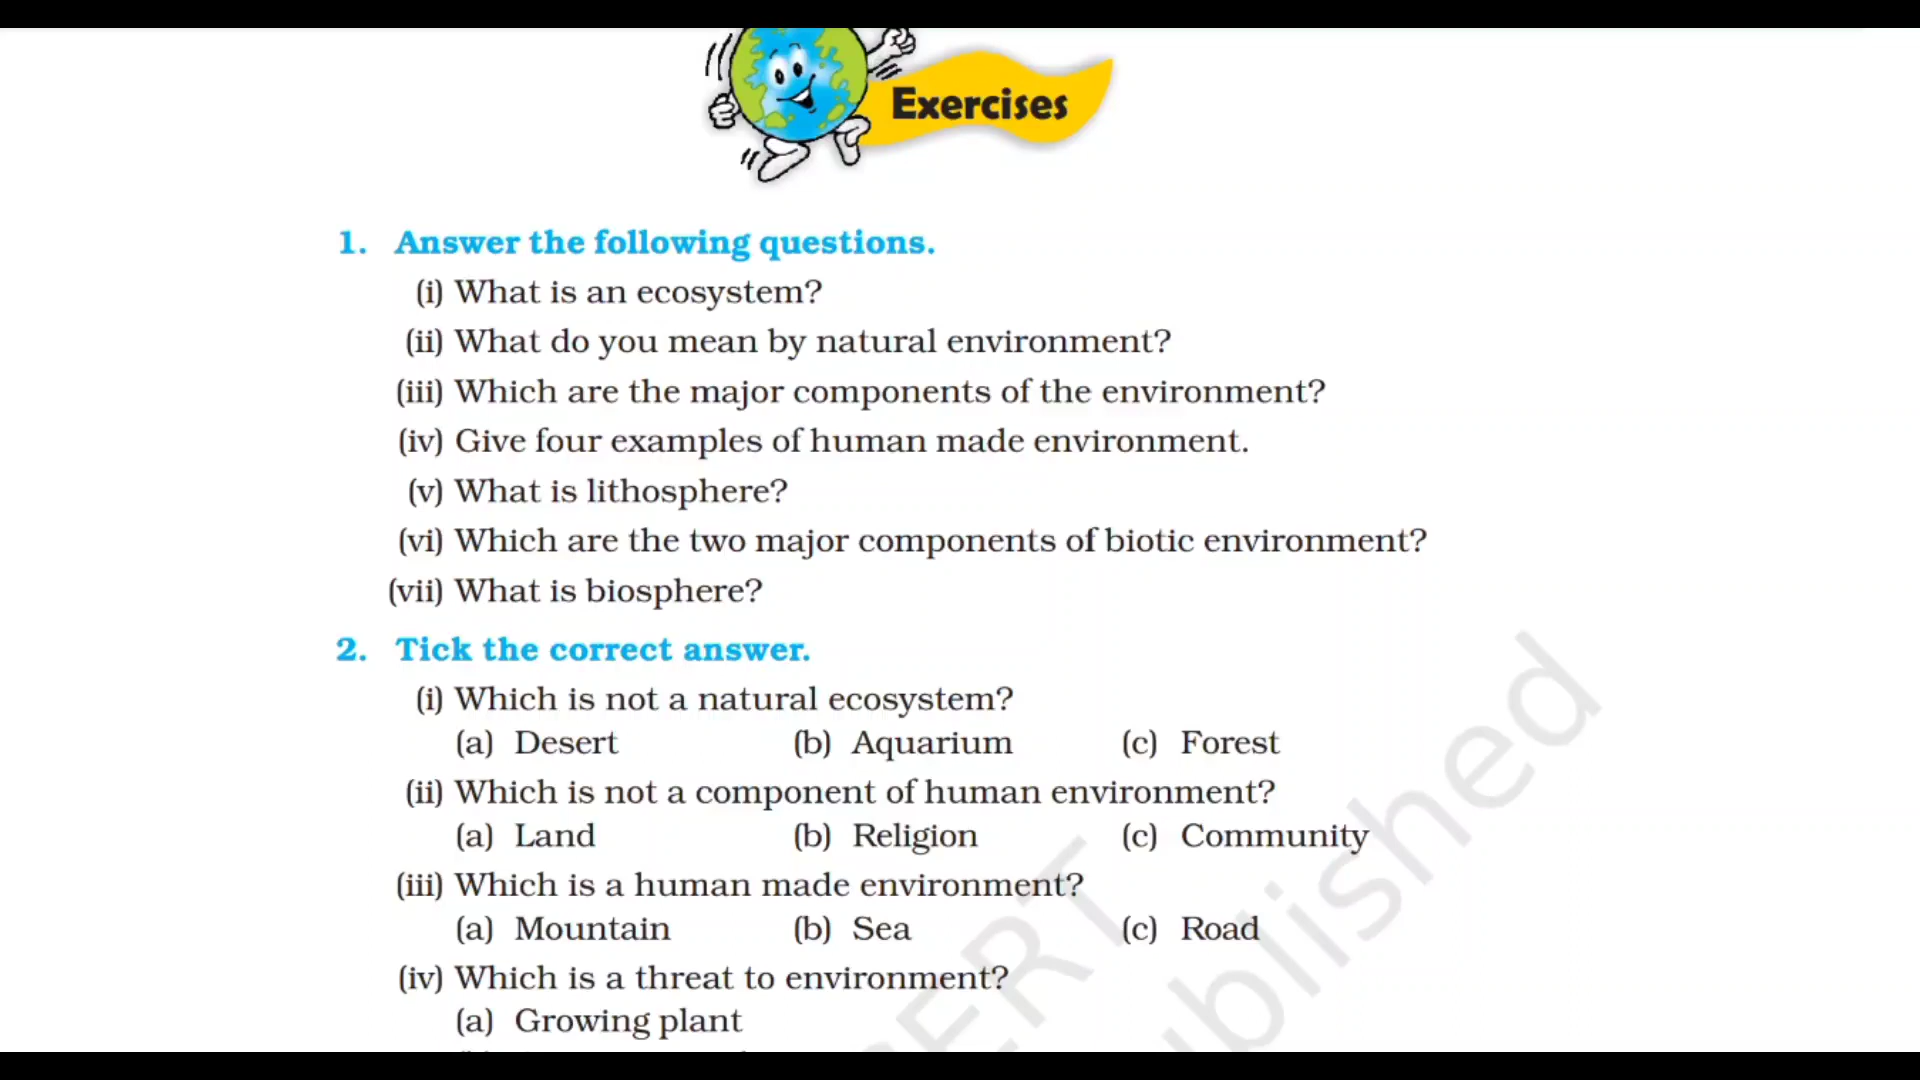 Exercises
1. Answer the following questions.
(i) What is an ecosystem?
(ii) What do you mean by natural environment?
(iii) Which are the major components of the environment?
(iv) Give four examples of human made environment.
(v) What is lithosphere?
(vi) Which are the two major components of biotic environment?
(vii) What is biosphere?
2. Tick the correct answer.
(i) Which is not a natural ecosystem?
(a) Desert (b) Aquarium (c) Forest
(ii) Which is not a component of human environment?
(a) Land (b) Religion (c) Community
(iii) Which is a human made environment?
(a) Mountain (b) Sea (c) Road
(iv) Which is a threat to environment?
(a) Growing plant